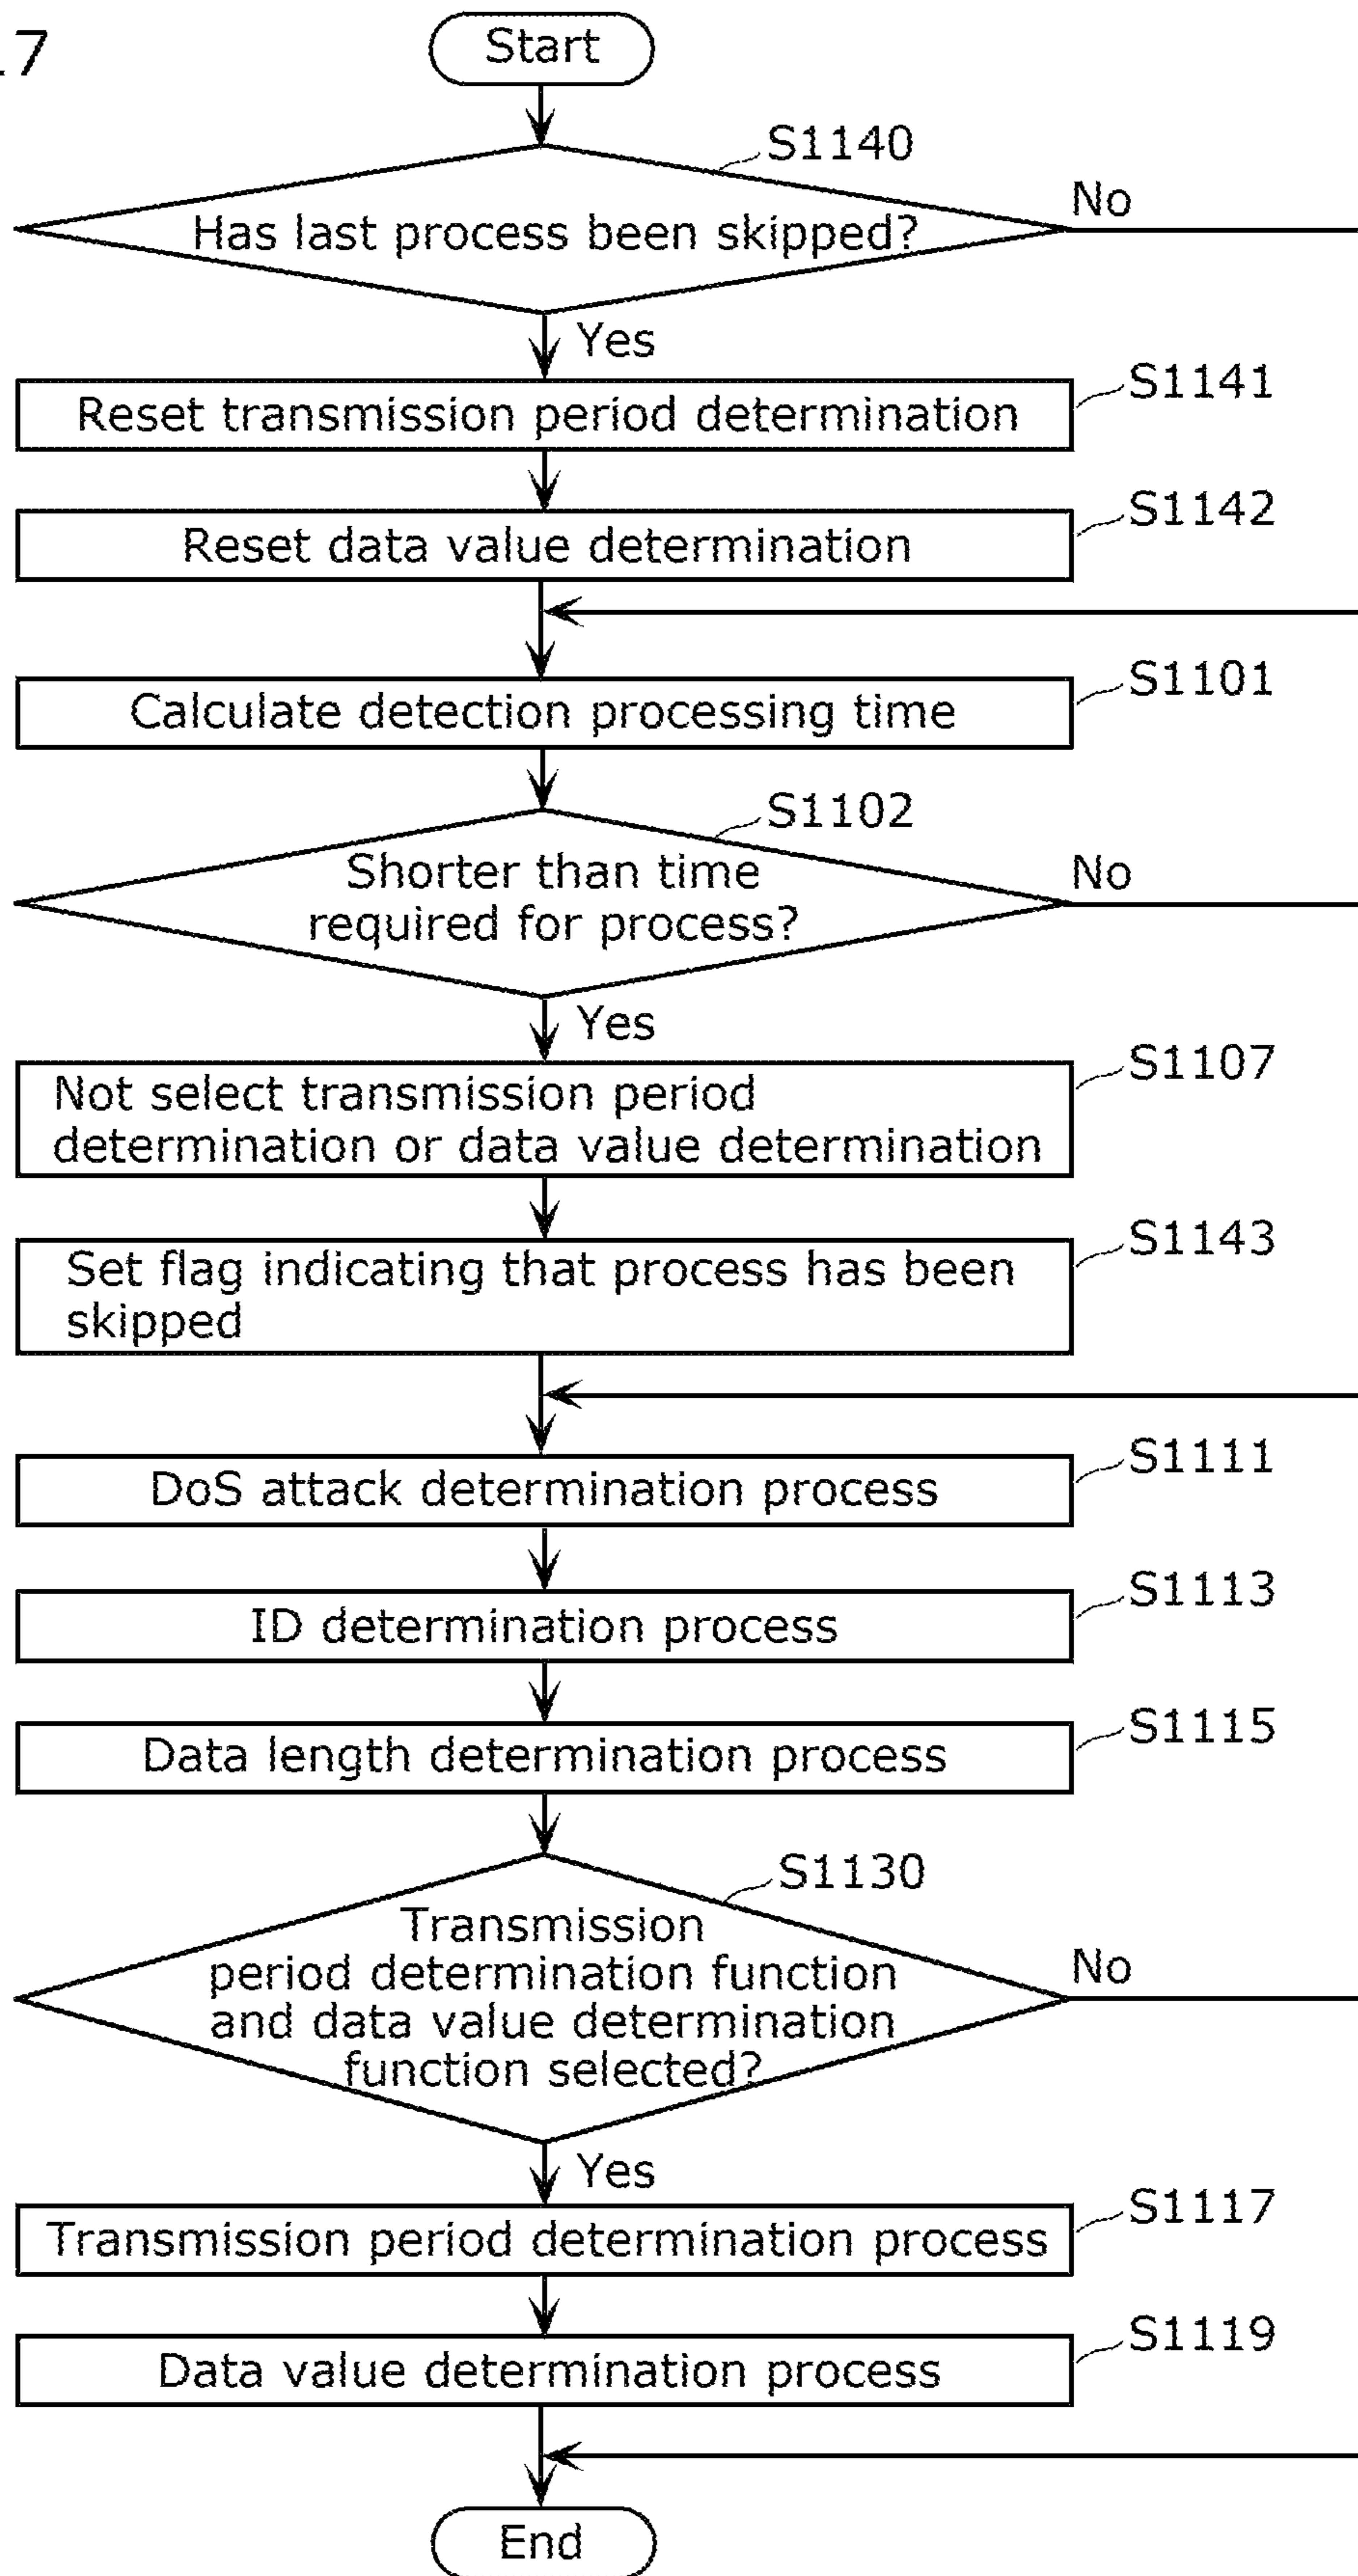 17
Start
S1140
Has last process been skipped?
No
Yes
S1141
Reset transmission period determination
S1142
Reset data value determination
S1101
Calculate detection processing time
S1102
Shorter than time
required for process?
No
Yes
S1107
Not select transmission period
determination or data value determination
S1143
Set flag indicating that process has been
skipped
S1111
DoS attack determination process
S1113
ID determination process
S1115
Data length determination process
S1130
Transmission
period determination function
and data value determination
function selected?
No
Yes
S1117
Transmission period determination process
S1119
Data value determination process
End